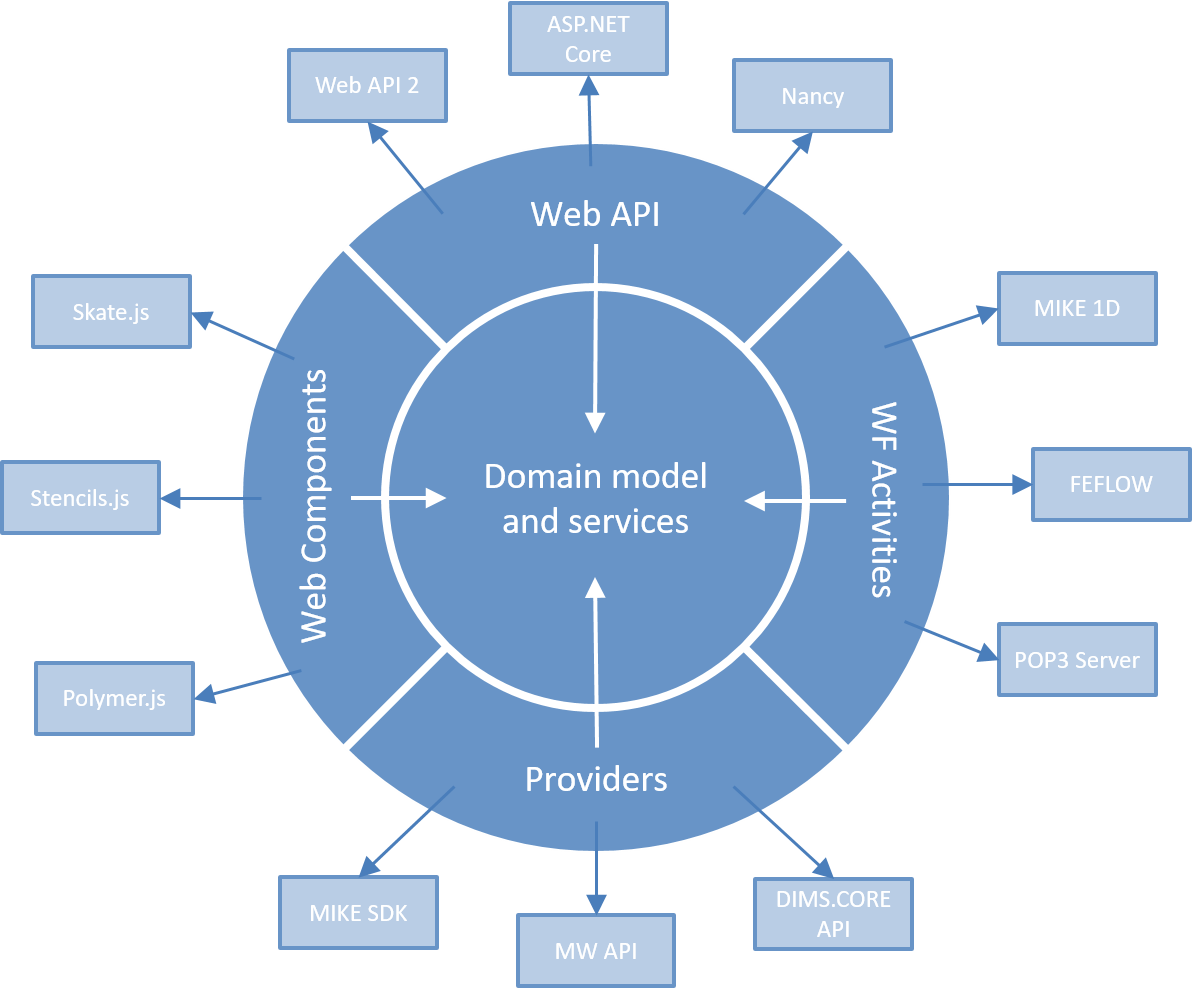 ASP.NET
Core
Web API 2
Nancy
Web API
Skate.js
MIKE 1D
Web Components
Domain model
and services
WF Activities
Stencils.js
FEFLOW
Polymer.js
POP3 Server
Providers
MIKE SDK
MW API
DIMS.CORE
API